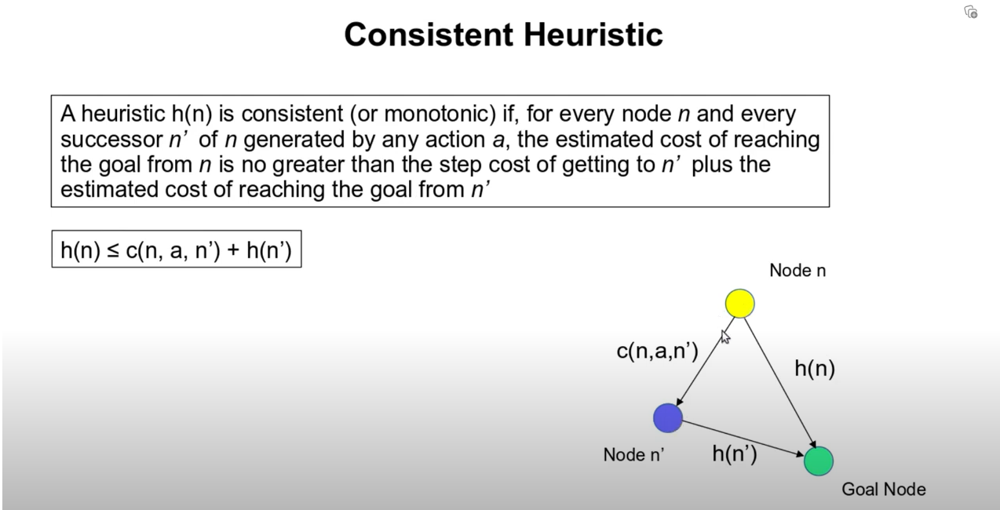 Consistent Heuristic
A heuristic h(n) is consistent (or monotonic) if, for every node n and every
successor n’ of n generated by any action a, the estimated cost of reaching
the goal from n is no greater than the step cost of getting to n’ plus the
estimated cost of reaching the goal from n’
h(n) ≤ c(n, a, n’) + h(n’)
Node n
c(n,a,n’)
h(n)
Node n’
h(n’)
Goal Node